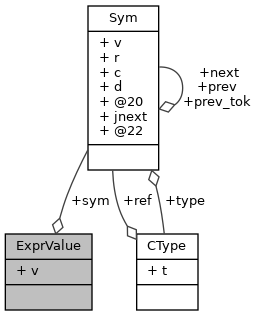 Sym
+ v
+ r
+ c
+ d
+ @20
+ jnext
+ @22
+next
+prev
+prev_tok
+sym
+ref
+type
ExprValue
+ v
CType
+ t